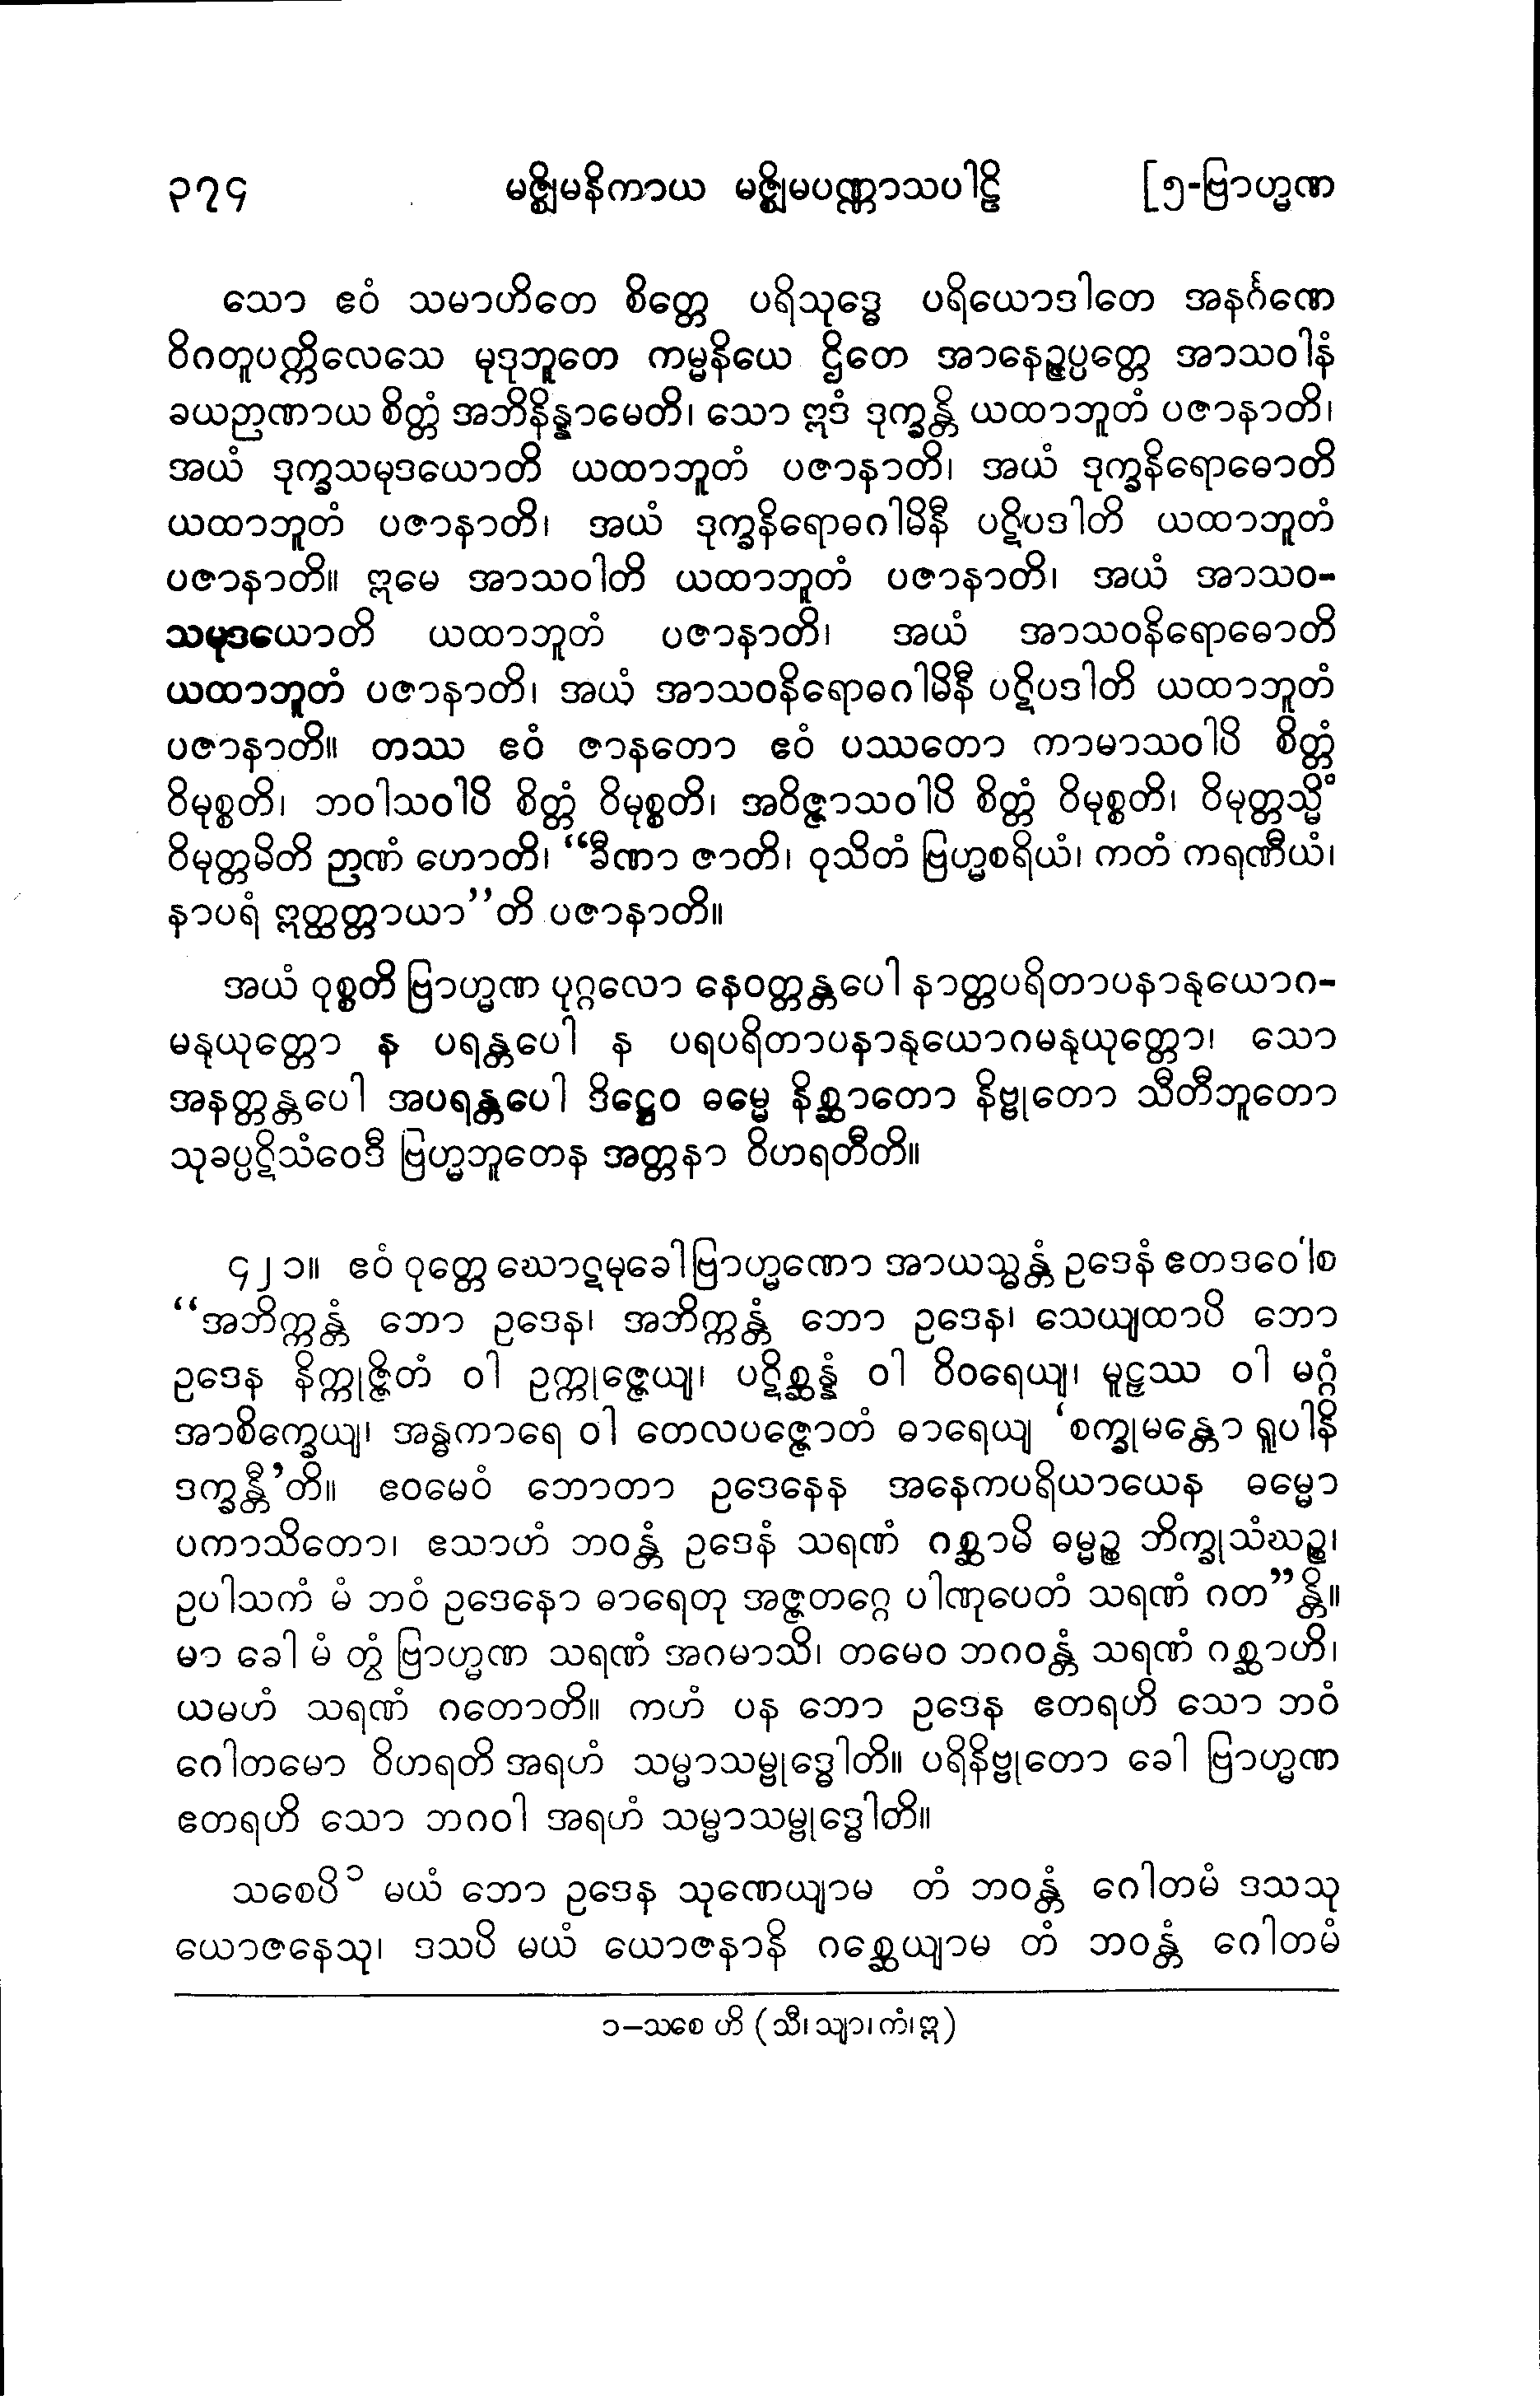 ၃၇၄ မဇ္ဈိမနိကာယ မဇ္ဈိမပဏ္ဏာသပါဠိ [၅-ဗြာဟ္မဏ
သော ဧဝံ သမာဟိတေ စိတ္တေ ပရိသုဒ္ဓေ ပရိယောဒါတေ အနင်္ဂဏေ
ဝိဂတူပက္ကိလေသေ မုဒုဘူတေ ကမ္မနိယေ ဌိတေ အာနေဉ္ဇပ္ပတ္တေ အာသဝါနံ
ခယဉာဏာယ စိတ္တံ အဘိနိန္နာမေတိ၊ သော ဣဒံ ဒုက္ခန္တိ ယထာဘူတံ ပဇာနာတိ၊
အယံ ဒုက္ခသမုဒယောတိ ယထာဘူတံ ပဇာနာတိ၊ အယံ ဒုက္ခနိရောဓောတိ
ယထာဘူတံ ပဇာနာတိ၊ အယံ ဒုက္ခနိရောဓဂါမိနီ ပဋိပဒါတိ ယထာဘူတံ
ပဇာနာတိ။ ဣမေ အာသဝါတိ ယထာဘူတံ ပဇာနာတိ၊ အယံ အာသဝ-
သမုဒယောတိ ယထာဘူတံ ပဇာနာတိ၊ အယံ အာသဝနိရောဓောတိ
ယထာဘူတံ ပဇာနာတိ၊ အယံ အာသဝနိရောဓဂါမိနီ ပဋိပဒါတိ ယထာဘူတံ
ပဇာနာတိ။ တဿ ဧဝံ ဇာနတော ဧဝံ ပဿတော ကာမာသဝါပိ စိတ္တံ
ဝိမုစ္စတိ၊ ဘဝါသဝါပိ စိတ္တံ ဝိမုစ္စတိ၊ အဝိဇ္ဇာသဝါပိ စိတ္တံ ဝိမုစ္စတိ၊ ဝိမုတ္တသ္မိံ
ဝိမုတ္တမိတိ ဉာဏံ ဟောတိ၊ “ခီဏာ ဇာတိ၊ ဝုသိတံ ဗြဟ္မစရိယံ၊ ကတံ ကရဏီယံ၊
နာပရံ ဣတ္ထတ္တာယာ”တိ ပဇာနာတိ။
အယံ ဝုစ္စတိ ဗြာဟ္မဏ ပုဂ္ဂလော နေဝတ္တန္တပေါ နာတ္တပရိတာပနာနုယောဂ-
မနုယုတ္တော န ပရန္တပေါ န ပရပရိတာပနာနုယောဂမနုယုတ္တော၊ သော
အနတ္တန္တပေါ အပရန္တပေါ ဒိဋ္ဌေဝ ဓမ္မေ နိစ္ဆာတော နိဗ္ဗုတော သီတီဘူတော
သုခပ္ပဋိသံဝေဒီ ဗြဟ္မဘူတေန အတ္တနာ ဝိဟရတီတိ။
၄၂၁။ ဧဝံ ဝုတ္တေ ဃောဋမုခေါ ဗြာဟ္မဏော အာယသ္မန္တံ ဥဒေနံ ဧတဒဝေါစ
“အဘိက္ကန္တံ ဘော ဥဒေန၊ အဘိက္ကန္တံ ဘော ဥဒေန၊ သေယျထာပိ ဘော
ဥဒေန နိက္ကုဇ္ဇိတံ ဝါ ဥက္ကုဇ္ဇေယျ၊ ပဋိစ္ဆန္နံ ဝါ ဝိဝရေယျ၊ မူဠှဿ ဝါ မဂ္ဂံ
အာစိက္ခေယျ၊ အန္ဓကာရေ ဝါ တေလပဇ္ဇောတံ ဓာရေယျ ‘စက္ခုမန္တော ရူပါနိ
ဒက္ခန္တီ’တိ။ ဧဝမေဝံ ဘောတာ ဥဒေနေန အနေကပရိယာယေန ဓမ္မော
ပကာသိတော၊ ဧသာဟံ ဘဝန္တံ ဥဒေနံ သရဏံ ဂစ္ဆာမိ ဓမ္မဉ္စ ဘိက္ခုသံဃဉ္စ၊
ဥပါသကံ မံ ဘဝံ ဥဒေနော ဓာရေတု အဇ္ဇတဂ္ဂေ ပါဏုပေတံ သရဏံ ဂတ”န္တိ။
မာ ခေါ မံ တွံ ဗြာဟ္မဏ သရဏံ အဂမာသိ၊ တမေဝ ဘဂဝန္တံ သရဏံ ဂစ္ဆာဟိ၊
ယမဟံ သရဏံ ဂတောတိ။ ကဟံ ပန ဘော ဥဒေန ဧတရဟိ သော ဘဝံ
ဂေါတမော ဝိဟရတိ အရဟံ သမ္မာသမ္ဗုဒ္ဓေါတိ။ ပရိနိဗ္ဗုတော ခေါ ဗြာဟ္မဏ
ဧတရဟိ သော ဘဂဝါ အရဟံ သမ္မာသမ္ဗုဒ္ဓေါတိ။
သစေပိ၁ မယံ ဘော ဥဒေန သုဏေယျာမ တံ ဘဝန္တံ ဂေါတမံ ဒသသု
ယောဇနေသု၊ ဒသပိ မယံ ယောဇနာနိ ဂစ္ဆေယျာမ တံ ဘဝန္တံ ဂေါတမံ
၁–သစေ ဟိ (သီ၊ သျာ၊ ကံ၊ ဣ)